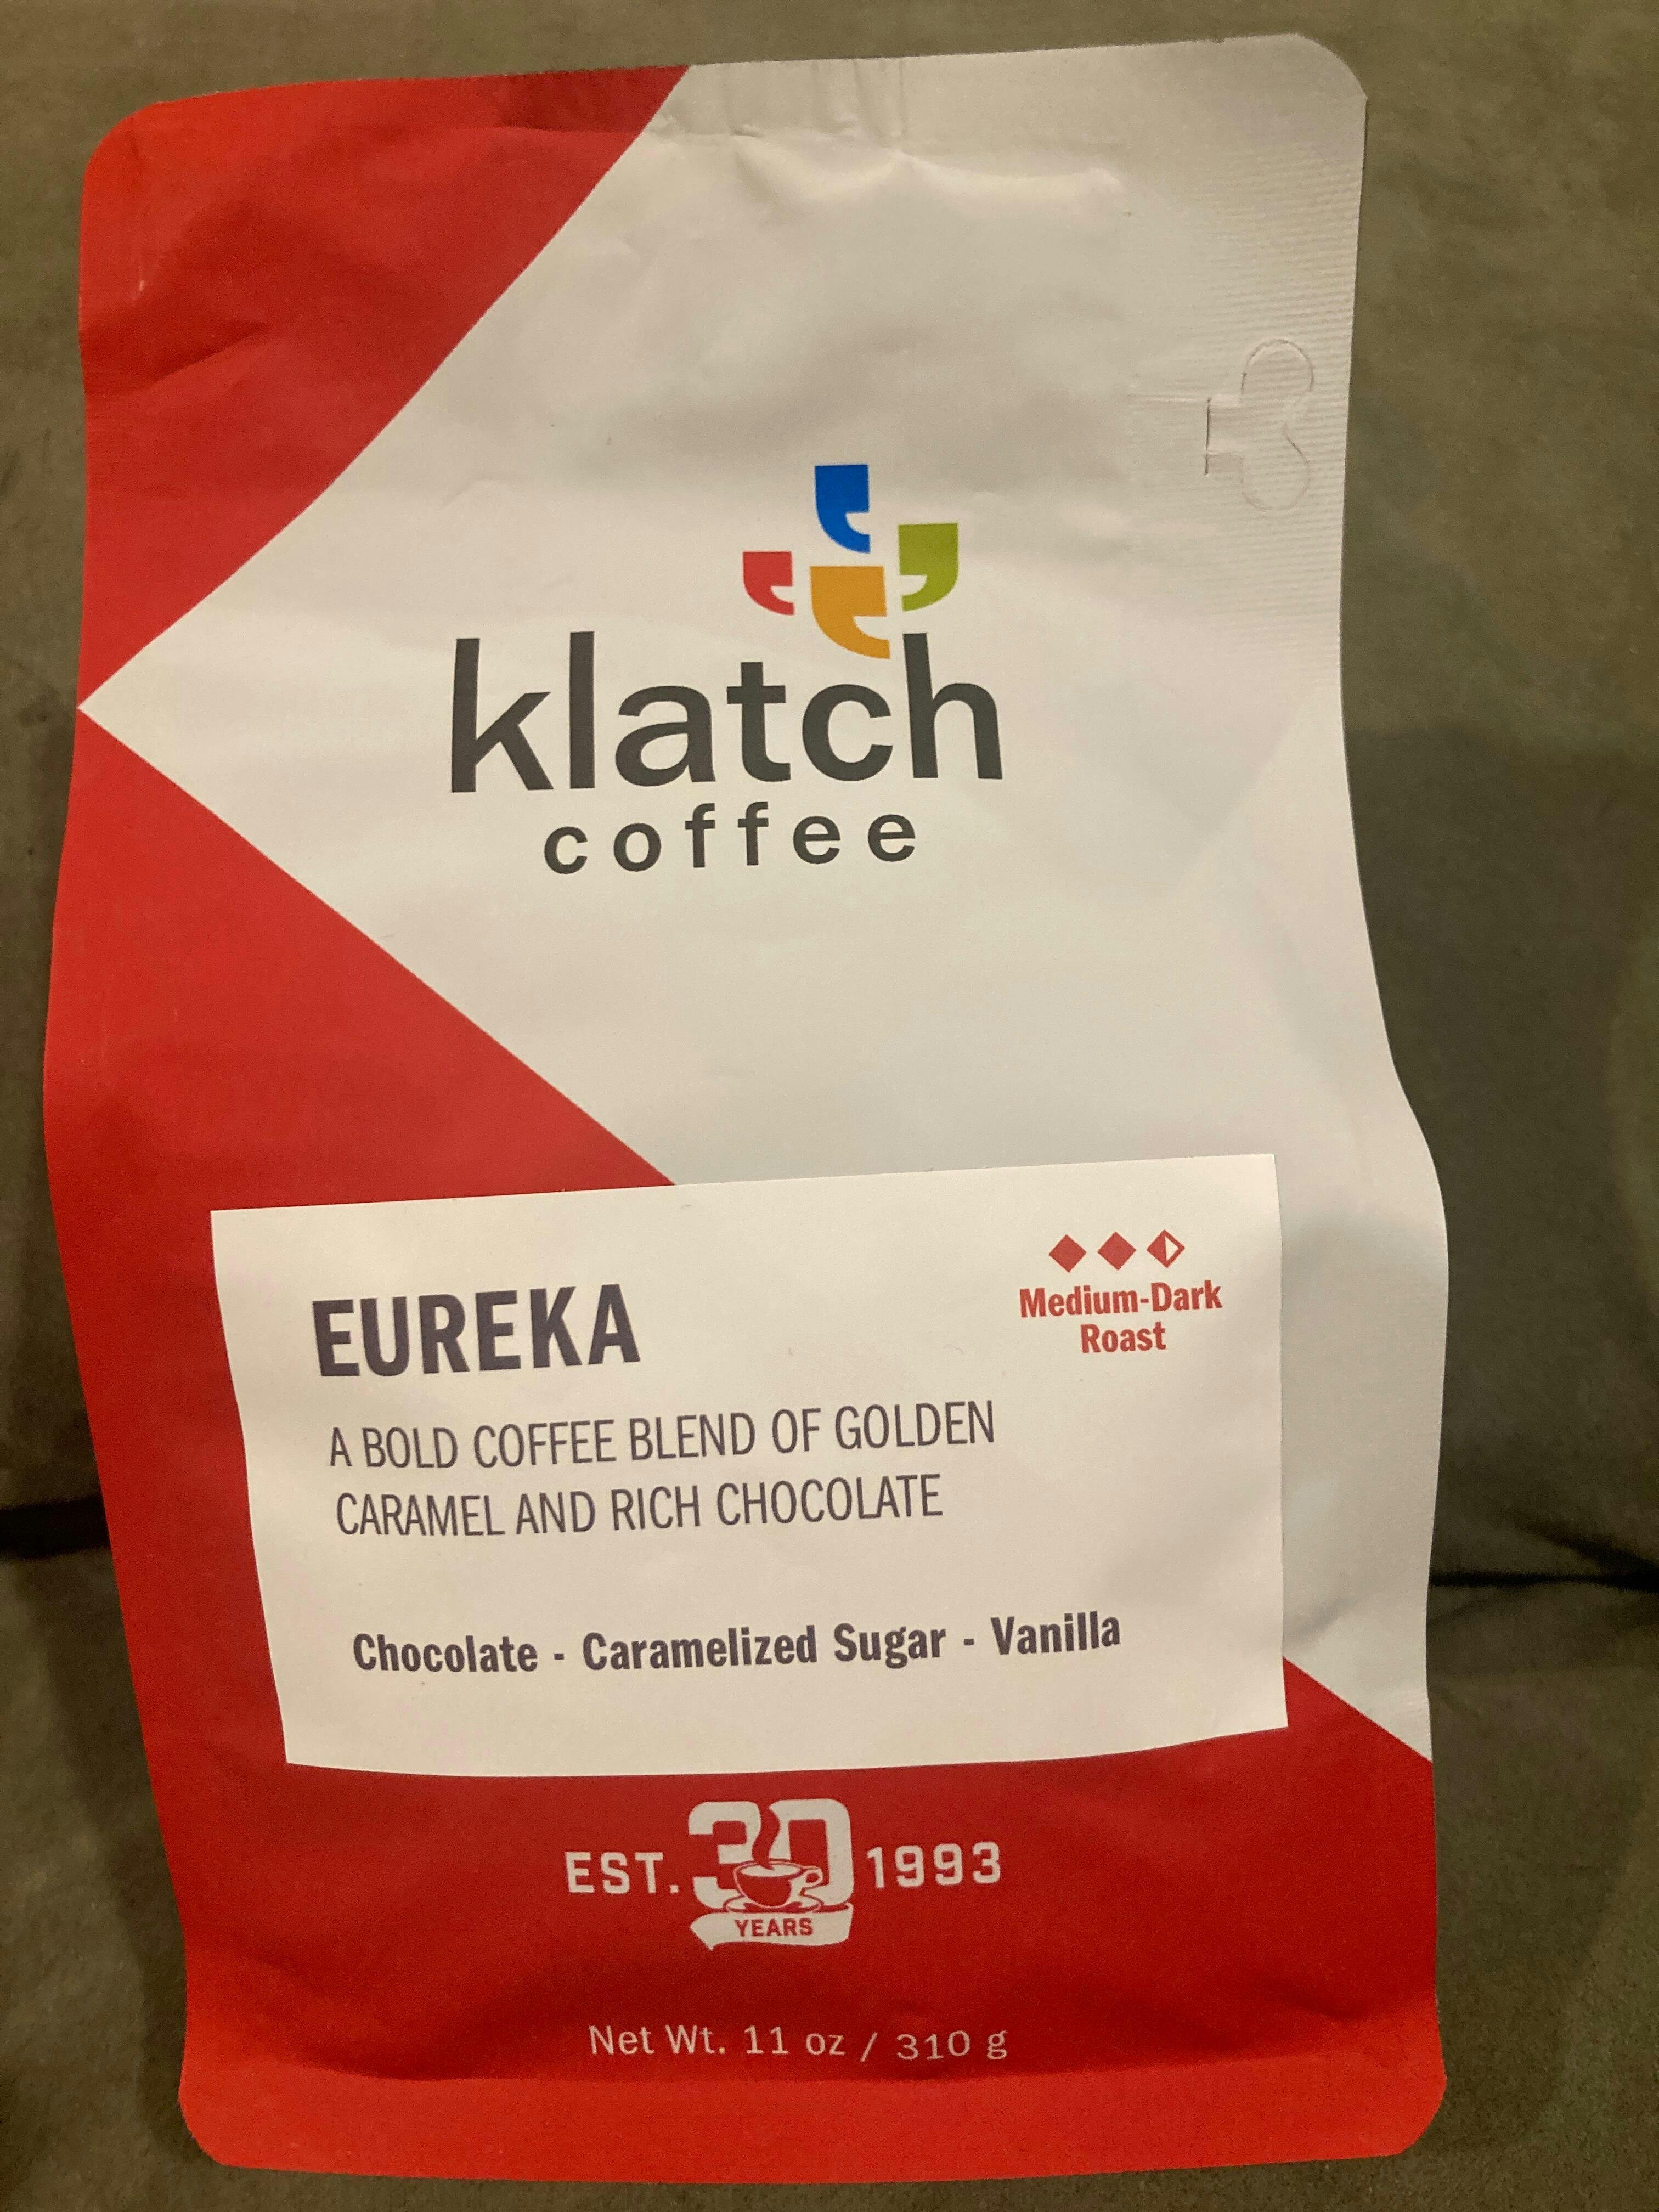 klatch
coffee
EUREKA
Medium-Dark
Roast
A BOLD COFFEE BLEND OF GOLDEN
CARAMEL AND RICH CHOCOLATE
Chocolate - Caramelized Sugar - Vanilla
EST. 30 1993
YEARS
Net Wt. 11 oz / 310 g